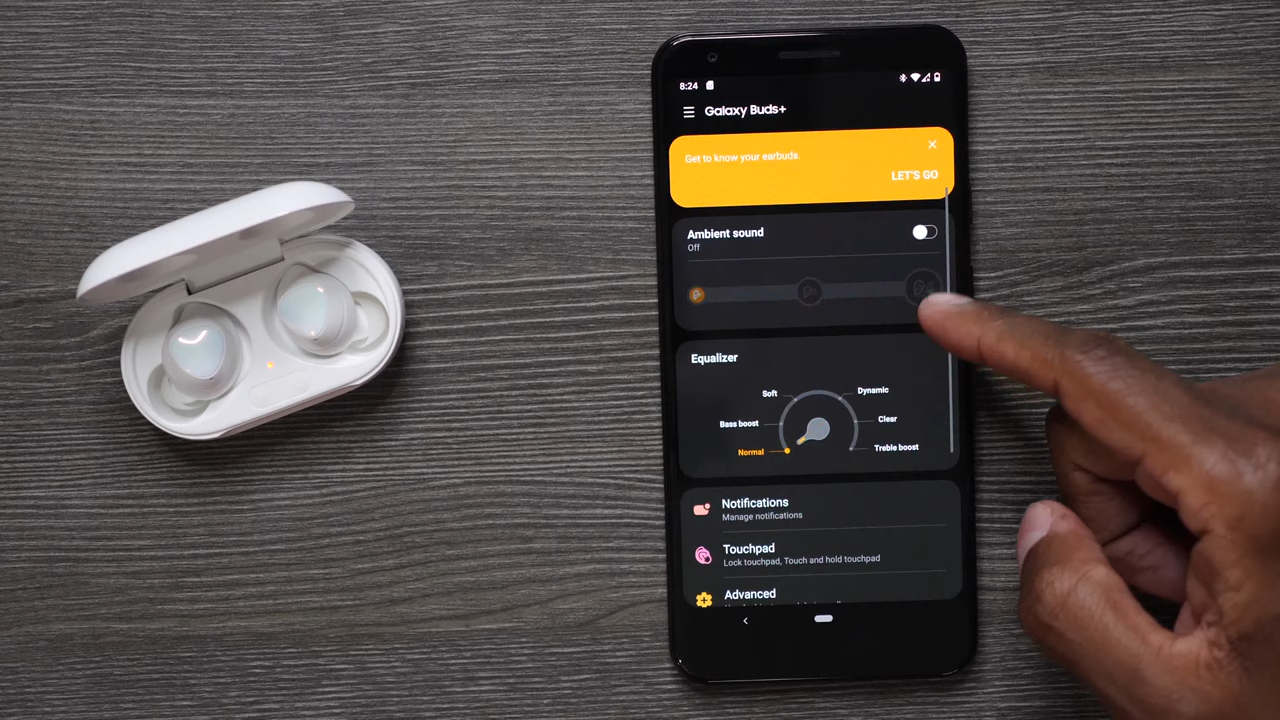 8:24
Galaxy Buds+
Get to know your earbuds.
LET'S GO
Ambient sound
Off
Equalizer
Soft
Dynamic
Bass boost
Clear
Normal
Treble boost
Notifications
Manage notifications
Touchpad
Lock touchpad, Touch and hold touchpad
Advanced